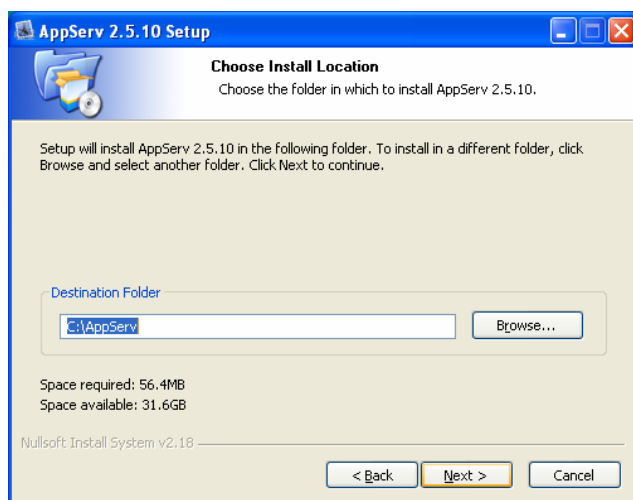 AppServ 2.5.10 Setup
Choose Install Location
Choose the folder in which to install AppServ 2.5.10.
Setup will install AppServ 2.5.10 in the following folder. To install in a different folder, click
Browse and select another folder. Click Next to continue.
Destination Folder
C:\AppServ
Browse...
Space required: 56.4MB
Space available: 31.6GB
Nullsoft Install System v2.18
< Back
Next >
Cancel